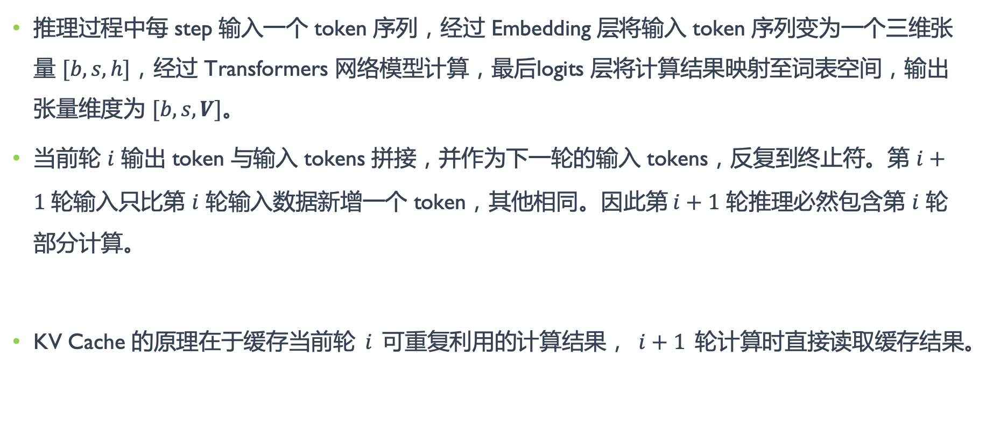 • 推理过程中每 step 输入一个 token 序列，经过 Embedding 层将输入 token 序列变为一个三维张
量 [b, s, h]，经过 Transformers 网络模型计算，最后logits 层将计算结果映射至词表空间，输出
张量维度为 [b, s, V]。
• 当前轮 i 输出 token 与输入 tokens 拼接，并作为下一轮的输入 tokens，反复到终止符。第 i +
1 轮输入只比第 i 轮输入数据新增一个 token，其他相同。因此第 i + 1 轮推理必然包含第 i 轮
部分计算。
• KV Cache 的原理在于缓存当前轮 i 可重复利用的计算结果， i + 1 轮计算时直接读取缓存结果。